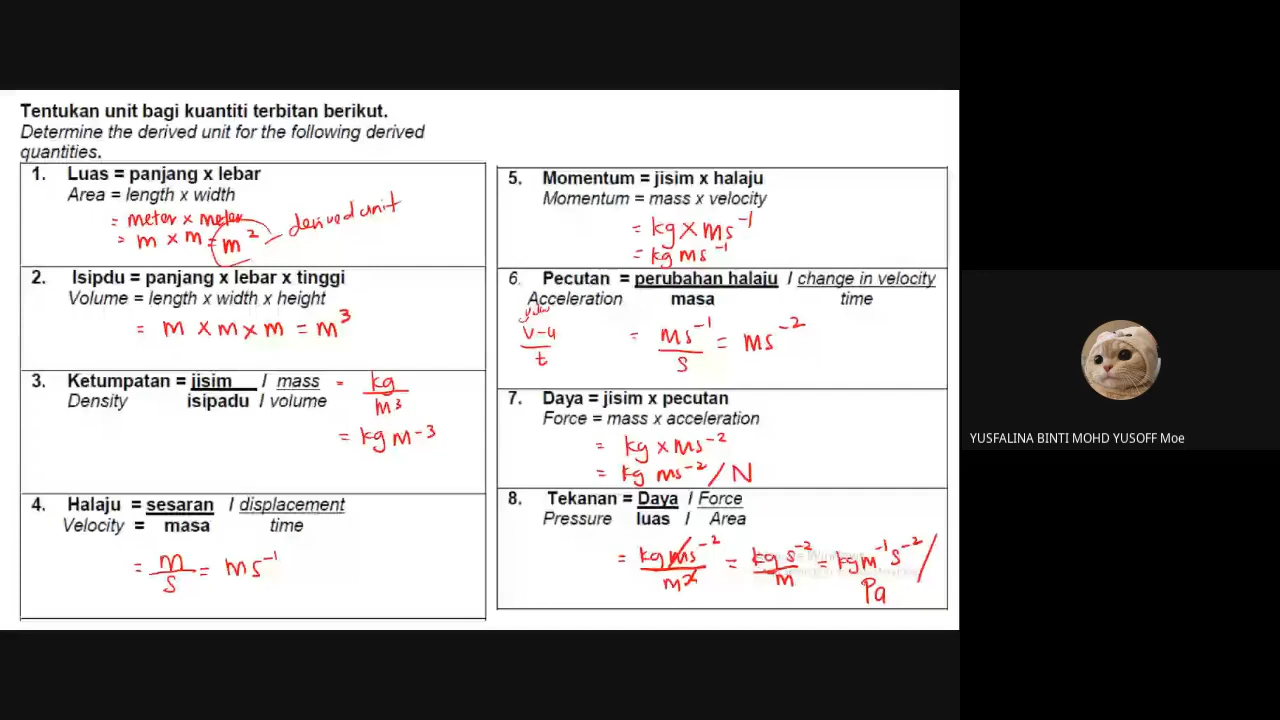 Tentukan unit bagi kuantiti terbitan berikut.
Determine the derived unit for the following derived
quantities.
1. Luas = panjang x lebar
Area = length x width
= meter × meter
= m × m = m² derived unit
2. Isipdu = panjang x lebar x tinggi
Volume = length x width x height
= m × m × m = m³
3. Ketumpatan = jisim / mass = kg
Density isipadu / volume m³
= kg m⁻³
4. Halaju = sesaran / displacement
Velocity = masa time
= m/s = ms⁻¹
5. Momentum = jisim x halaju
Momentum = mass x velocity
= kg × ms⁻¹
= kg ms⁻¹
6. Pecutan = perubahan halaju / change in velocity
Acceleration masa time
v-u/t = ms⁻¹/s = ms⁻²
7. Daya = jisim x pecutan
Force = mass x acceleration
= kg × ms⁻²
= kg ms⁻² / N
8. Tekanan = Daya / Force
Pressure luas / Area
= kg ms⁻²/m² = kg s⁻²/m = kg m⁻¹ s⁻² /
Pa
YUSFALINA BINTI MOHD YUSOFF Moe